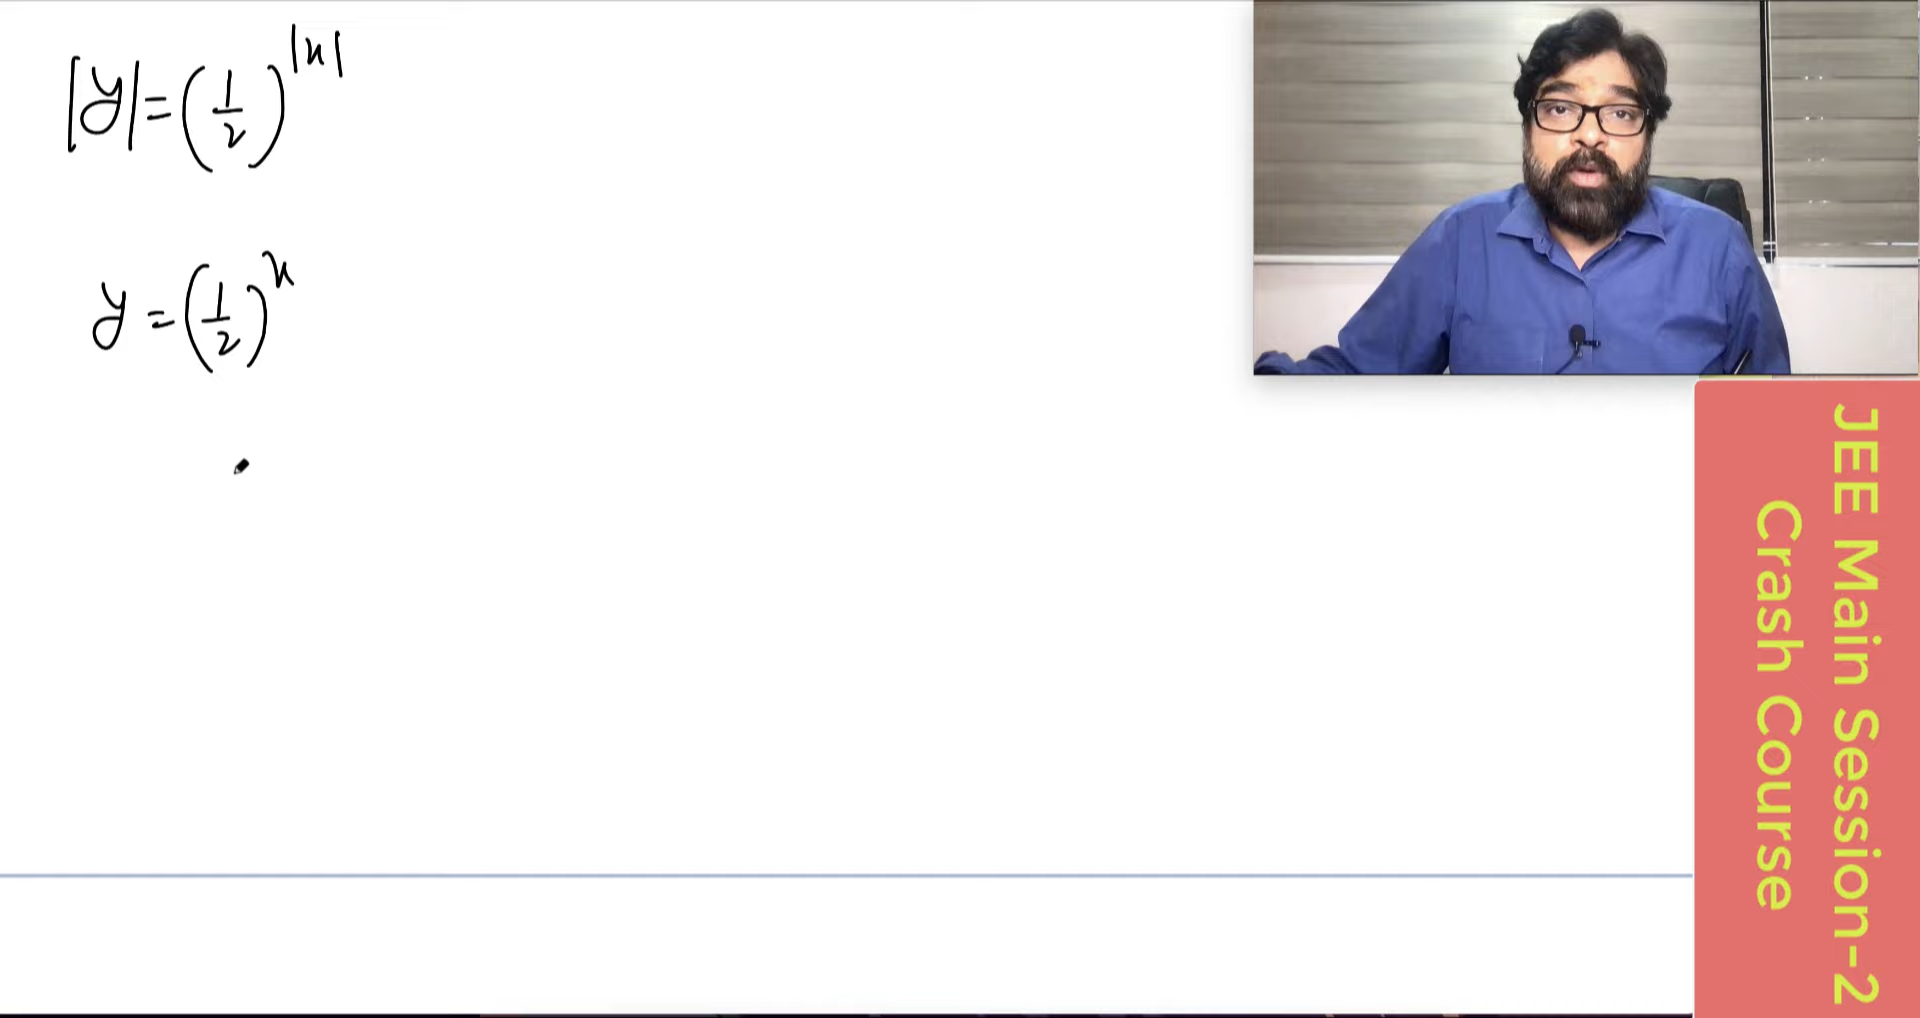 |y| = (1/2)^|x|
y = (1/2)^x
JEE Main Session-2
Crash Course